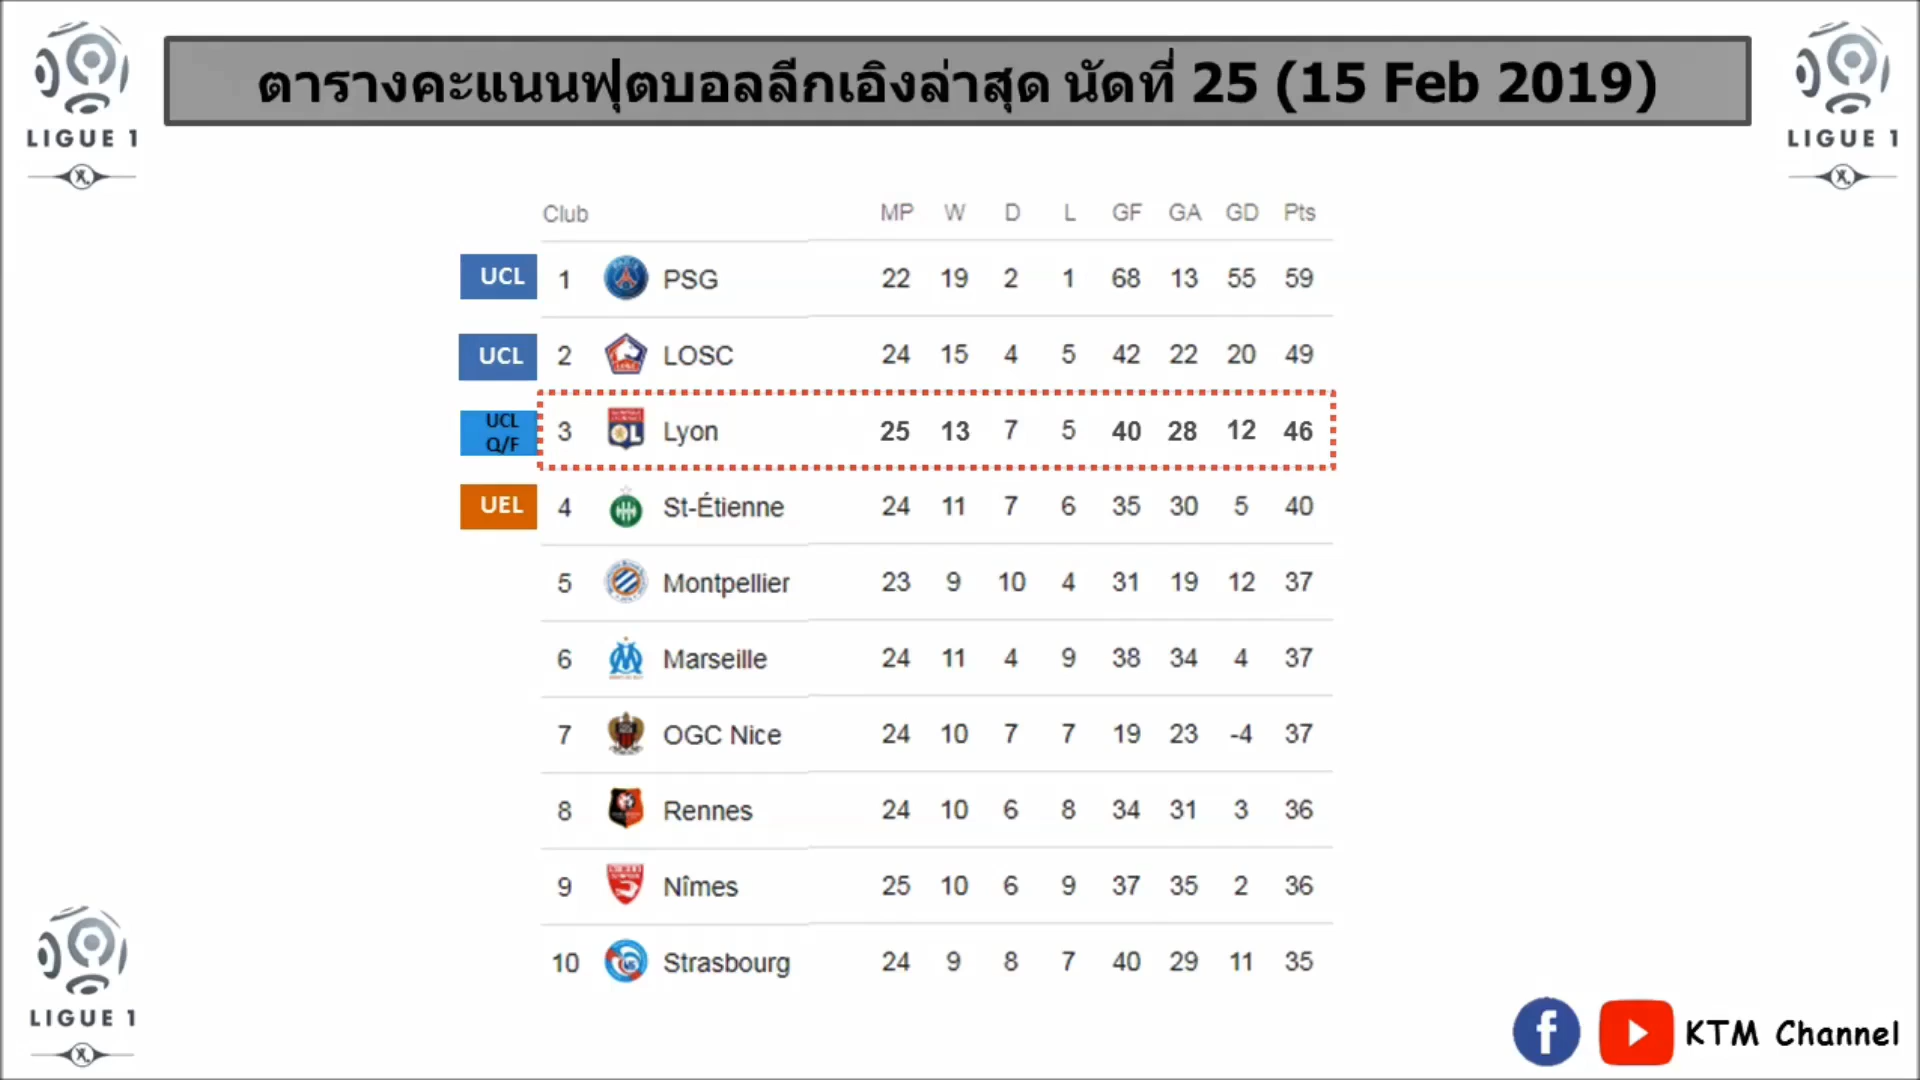 LIGUE 1
ตารางคะแนนฟุตบอลลีกเอิงล่าสุด นัดที่ 25 (15 Feb 2019)
LIGUE 1
Club MP W D L GF GA GD Pts
UCL 1 PSG 22 19 2 1 68 13 55 59
UCL 2 LOSC 24 15 4 5 42 22 20 49
UCL Q/F 3 Lyon 25 13 7 5 40 28 12 46
UEL 4 St-Étienne 24 11 7 6 35 30 5 40
5 Montpellier 23 9 10 4 31 19 12 37
6 Marseille 24 11 4 9 38 34 4 37
7 OGC Nice 24 10 7 7 19 23 -4 37
8 Rennes 24 10 6 8 34 31 3 36
9 Nîmes 25 10 6 9 37 35 2 36
10 Strasbourg 24 9 8 7 40 29 11 35
LIGUE 1
KTM Channel